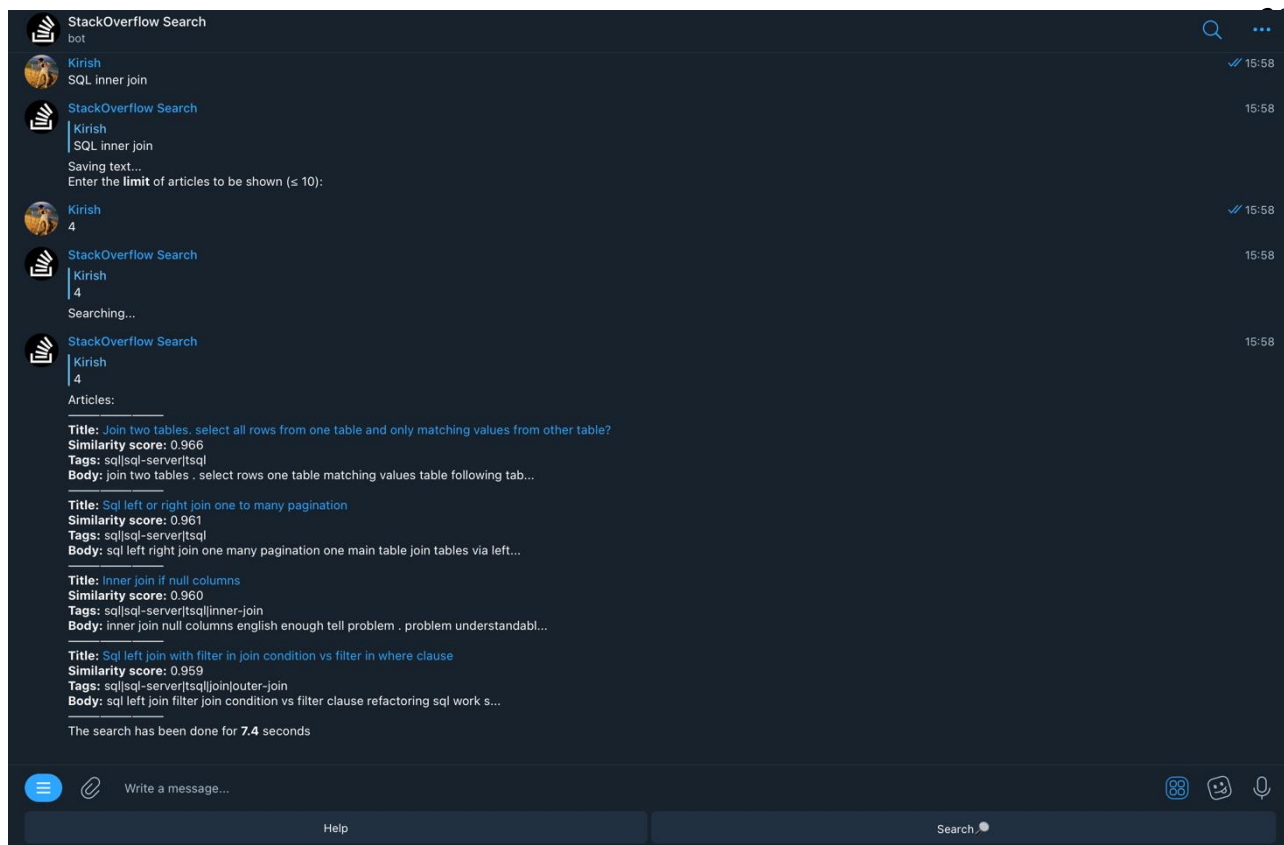 StackOverflow Search
bot
Kirish
15:58
SQL inner join
StackOverflow Search
15:58
Kirish
SQL inner join
Saving text...
Enter the limit of articles to be shown (≤ 10):
Kirish
15:58
4
StackOverflow Search
15:58
Kirish
4
Searching...
StackOverflow Search
15:58
Kirish
4
Articles:
Title: Join two tables. select all rows from one table and only matching values from other table?
Similarity score: 0.966
Tags: sql|sql-server|tsql
Body: join two tables . select rows one table matching values table following tab...
Title: Sql left or right join one to many pagination
Similarity score: 0.961
Tags: sql|sql-server|tsql
Body: sql left right join one many pagination one main table join tables via left...
Title: Inner join if null columns
Similarity score: 0.960
Tags: sql|sql-server|tsql|inner-join
Body: inner join null columns english enough tell problem . problem understandabl...
Title: Sql left join with filter in join condition vs filter in where clause
Similarity score: 0.959
Tags: sql|sql-server|tsql|join|outer-join
Body: sql left join filter join condition vs filter clause refactoring sql work s...
The search has been done for 7.4 seconds
Write a message...
Help
Search